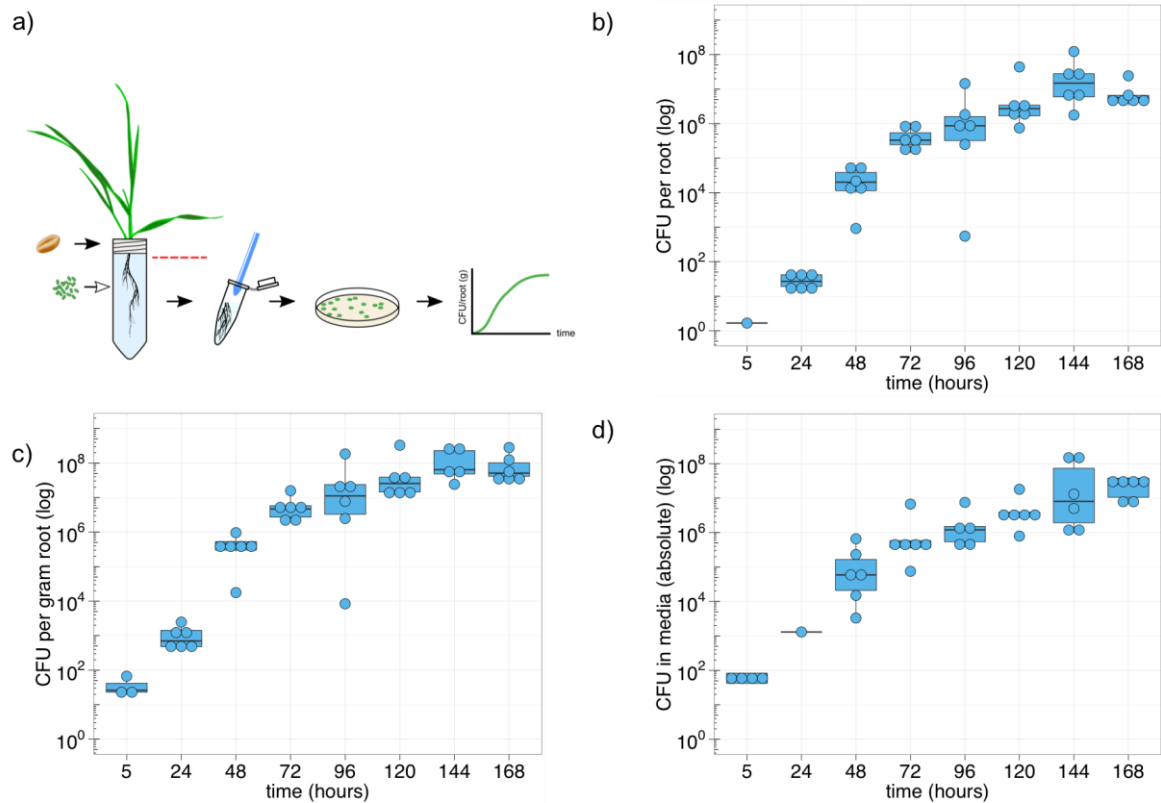 a)
CFU/root (g)
time
b)
CFU per root (log)
10^8
10^6
10^4
10^2
10^0
5 24 48 72 96 120 144 168
time (hours)
c)
CFU per gram root (log)
10^8
10^6
10^4
10^2
10^0
5 24 48 72 96 120 144 168
time (hours)
d)
CFU in media (absolute) (log)
10^8
10^6
10^4
10^2
10^0
5 24 48 72 96 120 144 168
time (hours)